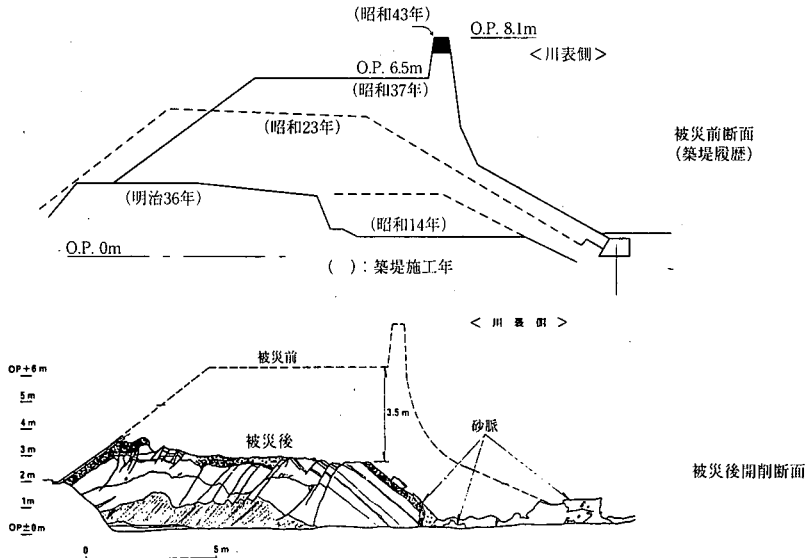 (昭和43年)
O.P. 8.1m
<川表側>
O.P. 6.5m
(昭和37年)
(昭和23年)
被災前断面
(築堤履歴)
(明治36年)
(昭和14年)
O.P. 0m
( ):築堤施工年
<川表側>
被災前
OP+6m
5m
4m
3m
2m
1m
OP±0m
3.5m
砂脈
被災後
被災後開削断面
0
5m